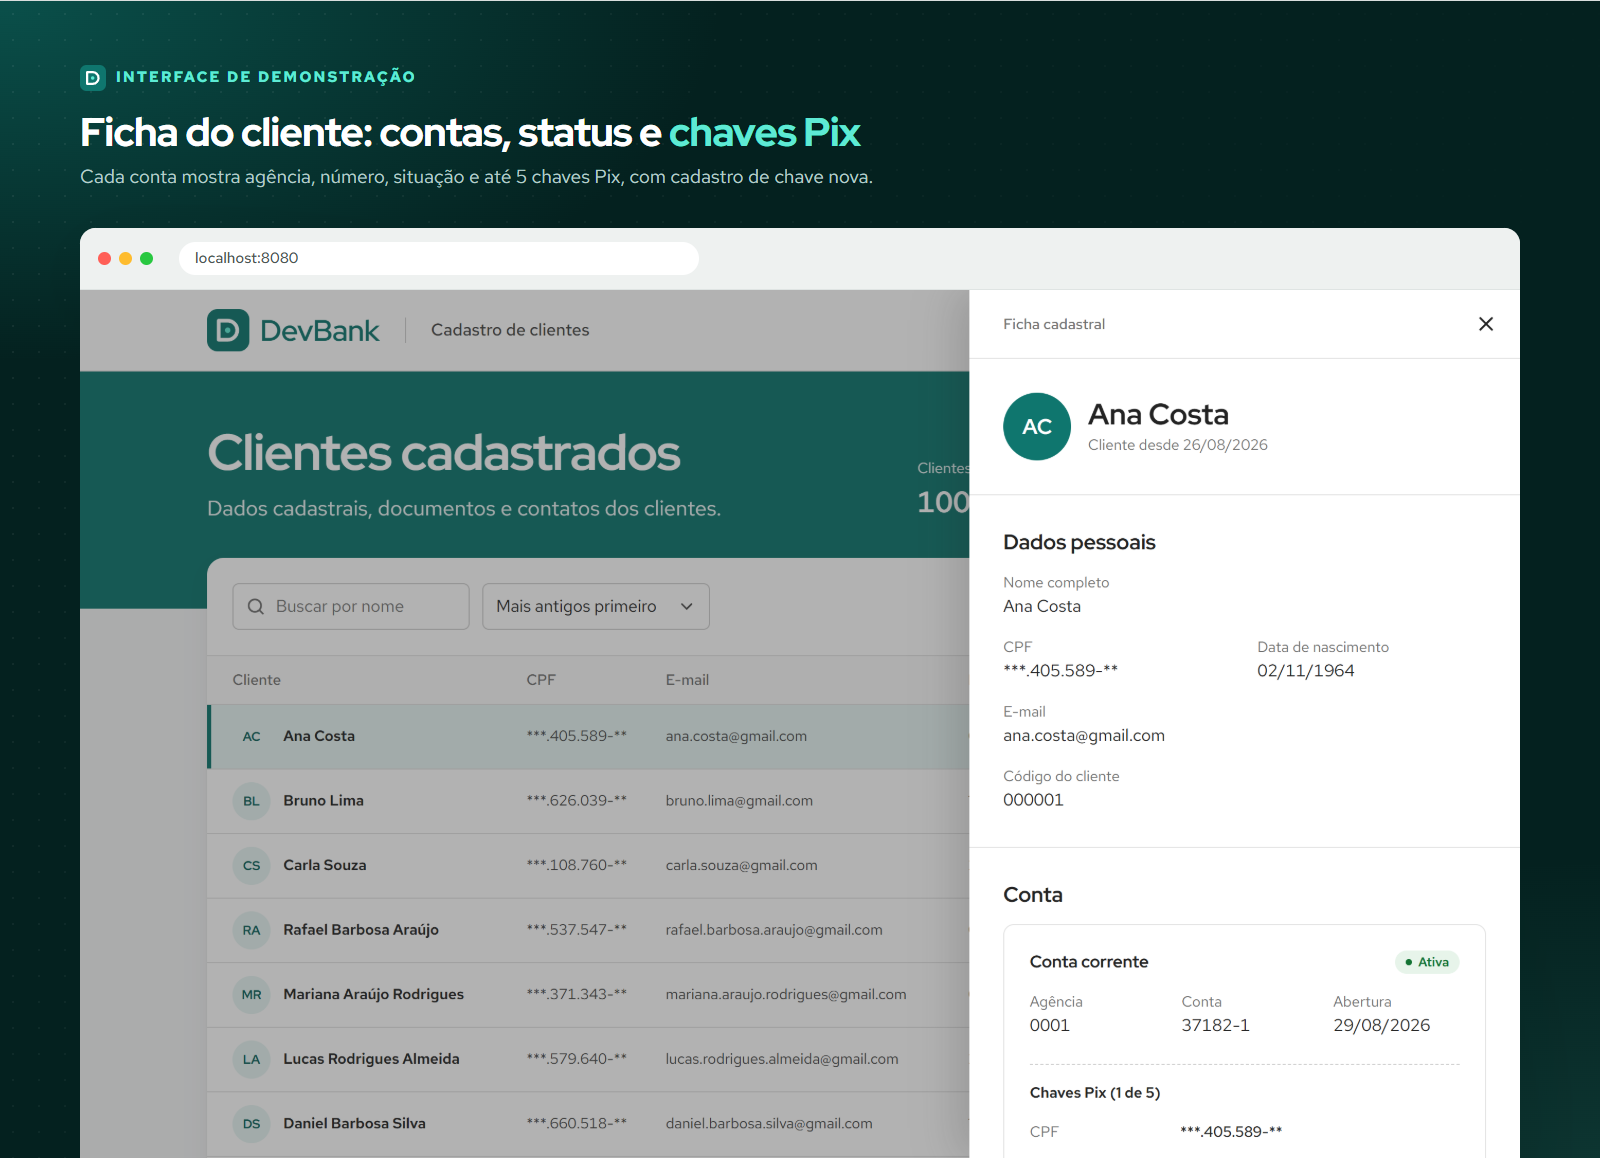 INTERFACE DE DEMONSTRAÇÃO
Ficha do cliente: contas, status e chaves Pix
Cada conta mostra agência, número, situação e até 5 chaves Pix, com cadastro de chave nova.
localhost:8080
DevBank
Cadastro de clientes
Clientes cadastrados
Dados cadastrais, documentos e contatos dos clientes.
Clientes
100
Buscar por nome
Mais antigos primeiro
Cliente CPF E-mail
AC Ana Costa ***.405.589-** ana.costa@gmail.com
BL Bruno Lima ***.626.039-** bruno.lima@gmail.com
CS Carla Souza ***.108.760-** carla.souza@gmail.com
RA Rafael Barbosa Araújo ***.537.547-** rafael.barbosa.araujo@gmail.com
MR Mariana Araújo Rodrigues ***.371.343-** mariana.araujo.rodrigues@gmail.com
LA Lucas Rodrigues Almeida ***.579.640-** lucas.rodrigues.almeida@gmail.com
DS Daniel Barbosa Silva ***.660.518-** daniel.barbosa.silva@gmail.com
Ficha cadastral
AC
Ana Costa
Cliente desde 26/08/2026
Dados pessoais
Nome completo
Ana Costa
CPF Data de nascimento
***.405.589-** 02/11/1964
E-mail
ana.costa@gmail.com
Código do cliente
000001
Conta
Conta corrente Ativa
Agência Conta Abertura
0001 37182-1 29/08/2026
Chaves Pix (1 de 5)
CPF ***.405.589-**